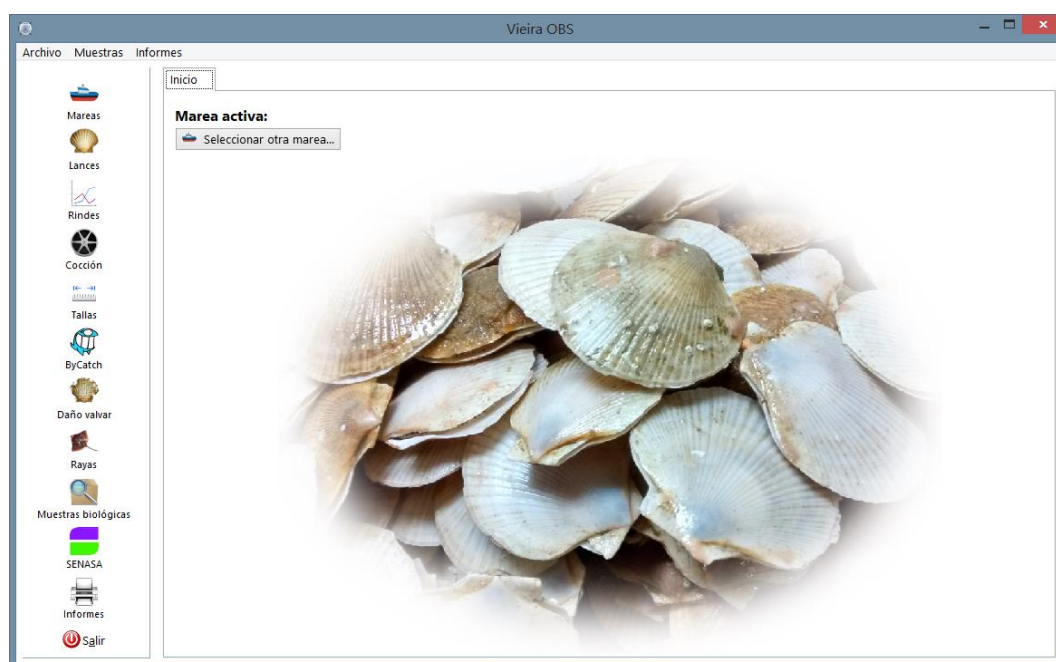 Vieira OBS
Archivo Muestras Informes
Inicio
Marea activa:
Seleccionar otra marea...
Mareas
Lances
Rindes
Cocción
Tallas
ByCatch
Daño valvar
Rayas
Muestras biológicas
SENASA
Informes
Salir